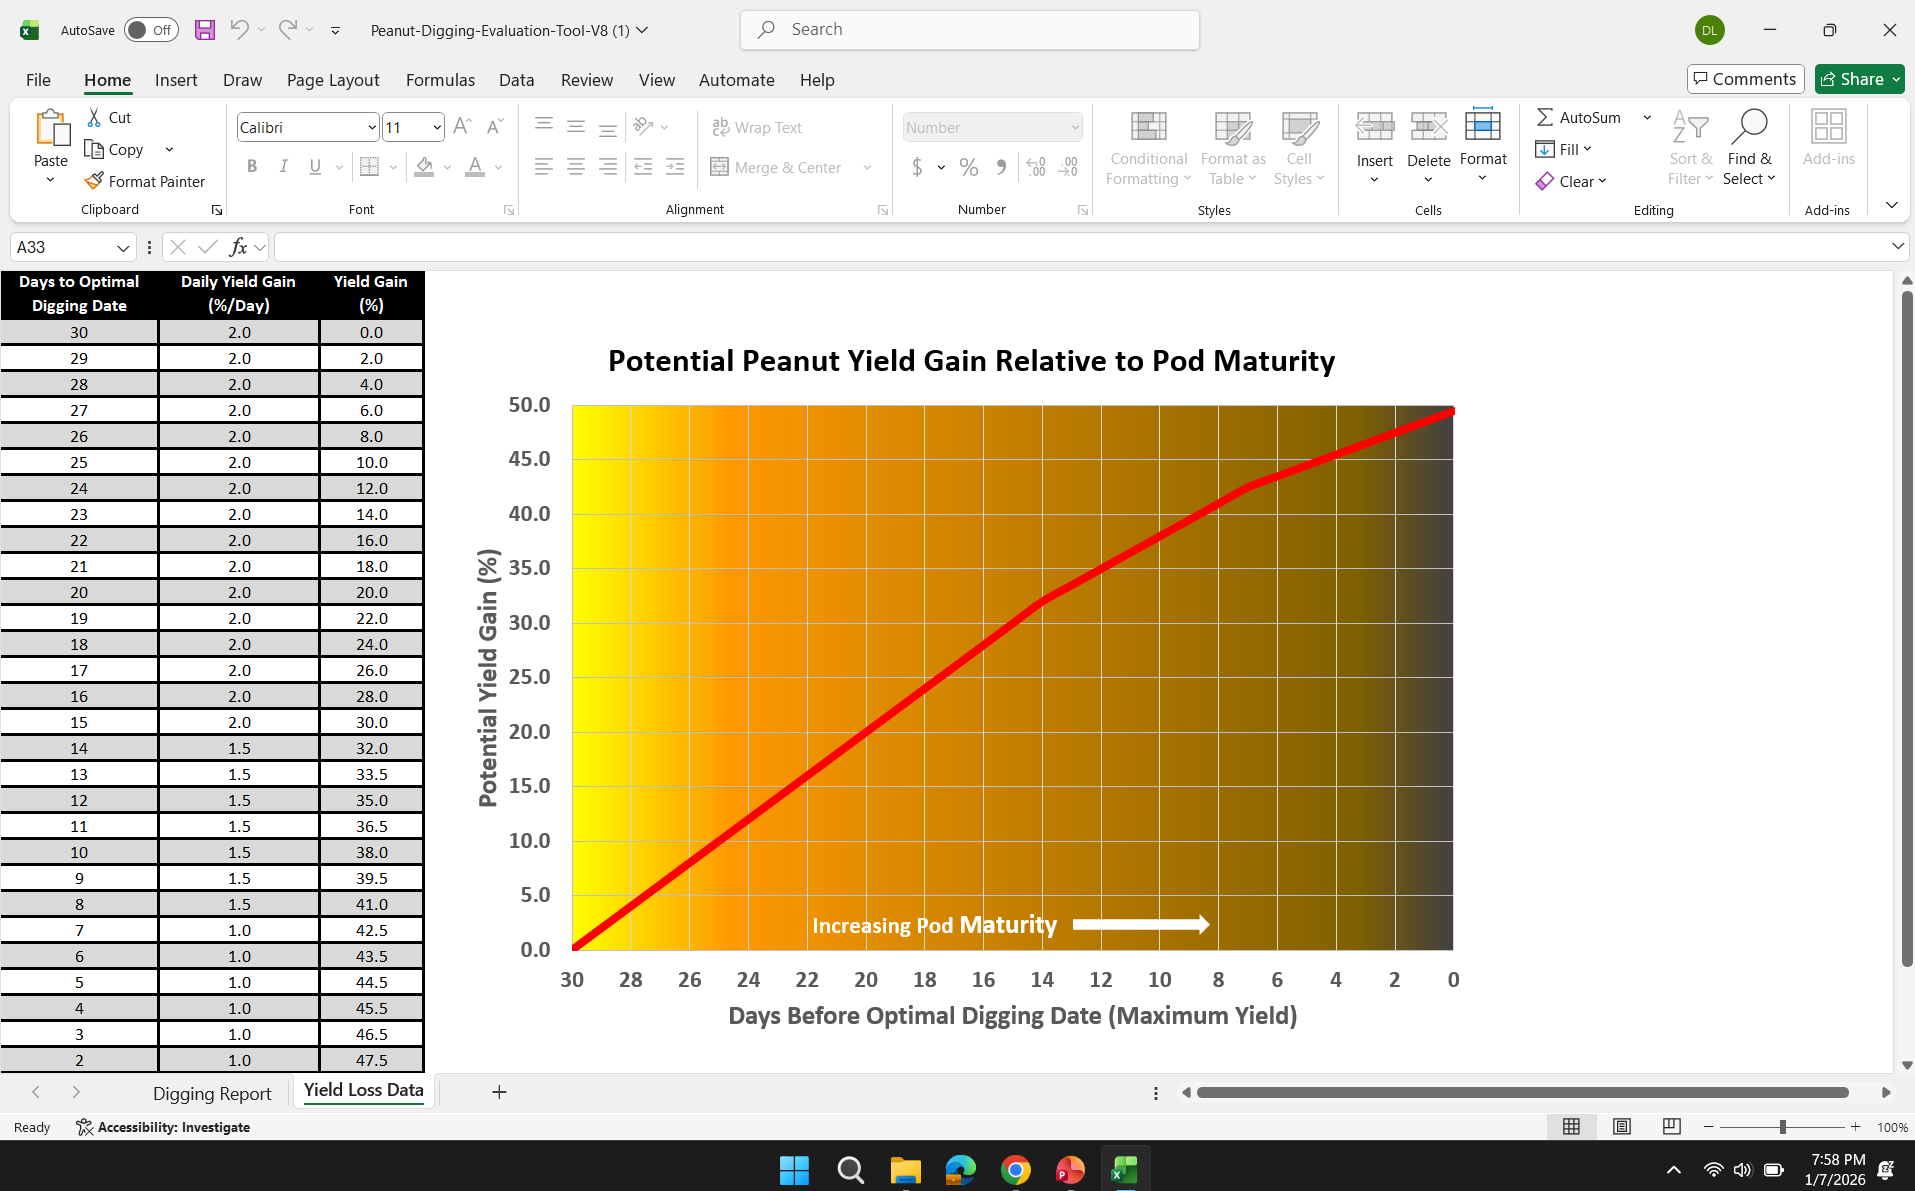 AutoSave Off Peanut-Digging-Evaluation-Tool-V8 (1) Search DL
File Home Insert Draw Page Layout Formulas Data Review View Automate Help Comments Share
Paste Cut Copy Format Painter Clipboard
Calibri 11 A A B I U A Font
ab Wrap Text Merge & Center Alignment
Number $ % Number
Conditional Formatting Format as Table Cell Styles Styles
Insert Delete Format Cells
AutoSum Fill Clear Sort & Filter Find & Select Editing
Add-ins Add-ins
A33 fx
Days to Optimal Digging Date Daily Yield Gain (%/Day) Yield Gain (%)
30 2.0 0.0
29 2.0 2.0
28 2.0 4.0
27 2.0 6.0
26 2.0 8.0
25 2.0 10.0
24 2.0 12.0
23 2.0 14.0
22 2.0 16.0
21 2.0 18.0
20 2.0 20.0
19 2.0 22.0
18 2.0 24.0
17 2.0 26.0
16 2.0 28.0
15 2.0 30.0
14 1.5 32.0
13 1.5 33.5
12 1.5 35.0
11 1.5 36.5
10 1.5 38.0
9 1.5 39.5
8 1.5 41.0
7 1.0 42.5
6 1.0 43.5
5 1.0 44.5
4 1.0 45.5
3 1.0 46.5
2 1.0 47.5
Potential Peanut Yield Gain Relative to Pod Maturity
Potential Yield Gain (%)
50.0
45.0
40.0
35.0
30.0
25.0
20.0
15.0
10.0
5.0
0.0
Increasing Pod Maturity
30 28 26 24 22 20 18 16 14 12 10 8 6 4 2 0
Days Before Optimal Digging Date (Maximum Yield)
Digging Report Yield Loss Data
Ready Accessibility: Investigate 100%
7:58 PM
1/7/2026